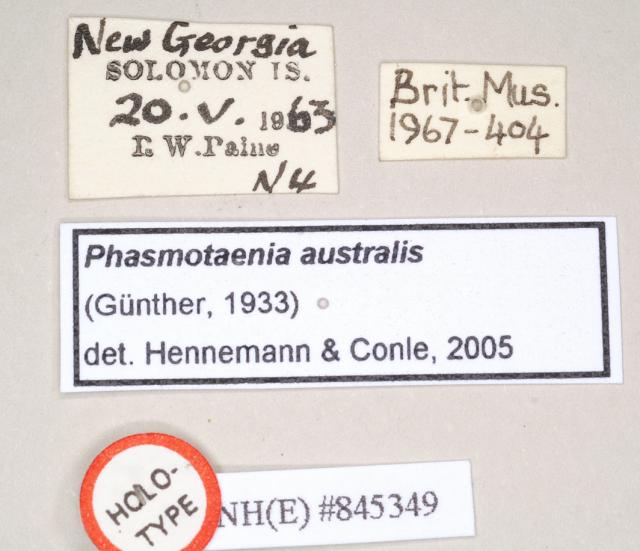 New Georgia
SOLOMON IS.
20.V. 1963
W. Paine
N4
Brit. Mus.
1967-404
Phasmotaenia australis
(Günther, 1933)
det. Hennemann & Conle, 2005
HOLO-
TYPE
NH(E) #845349